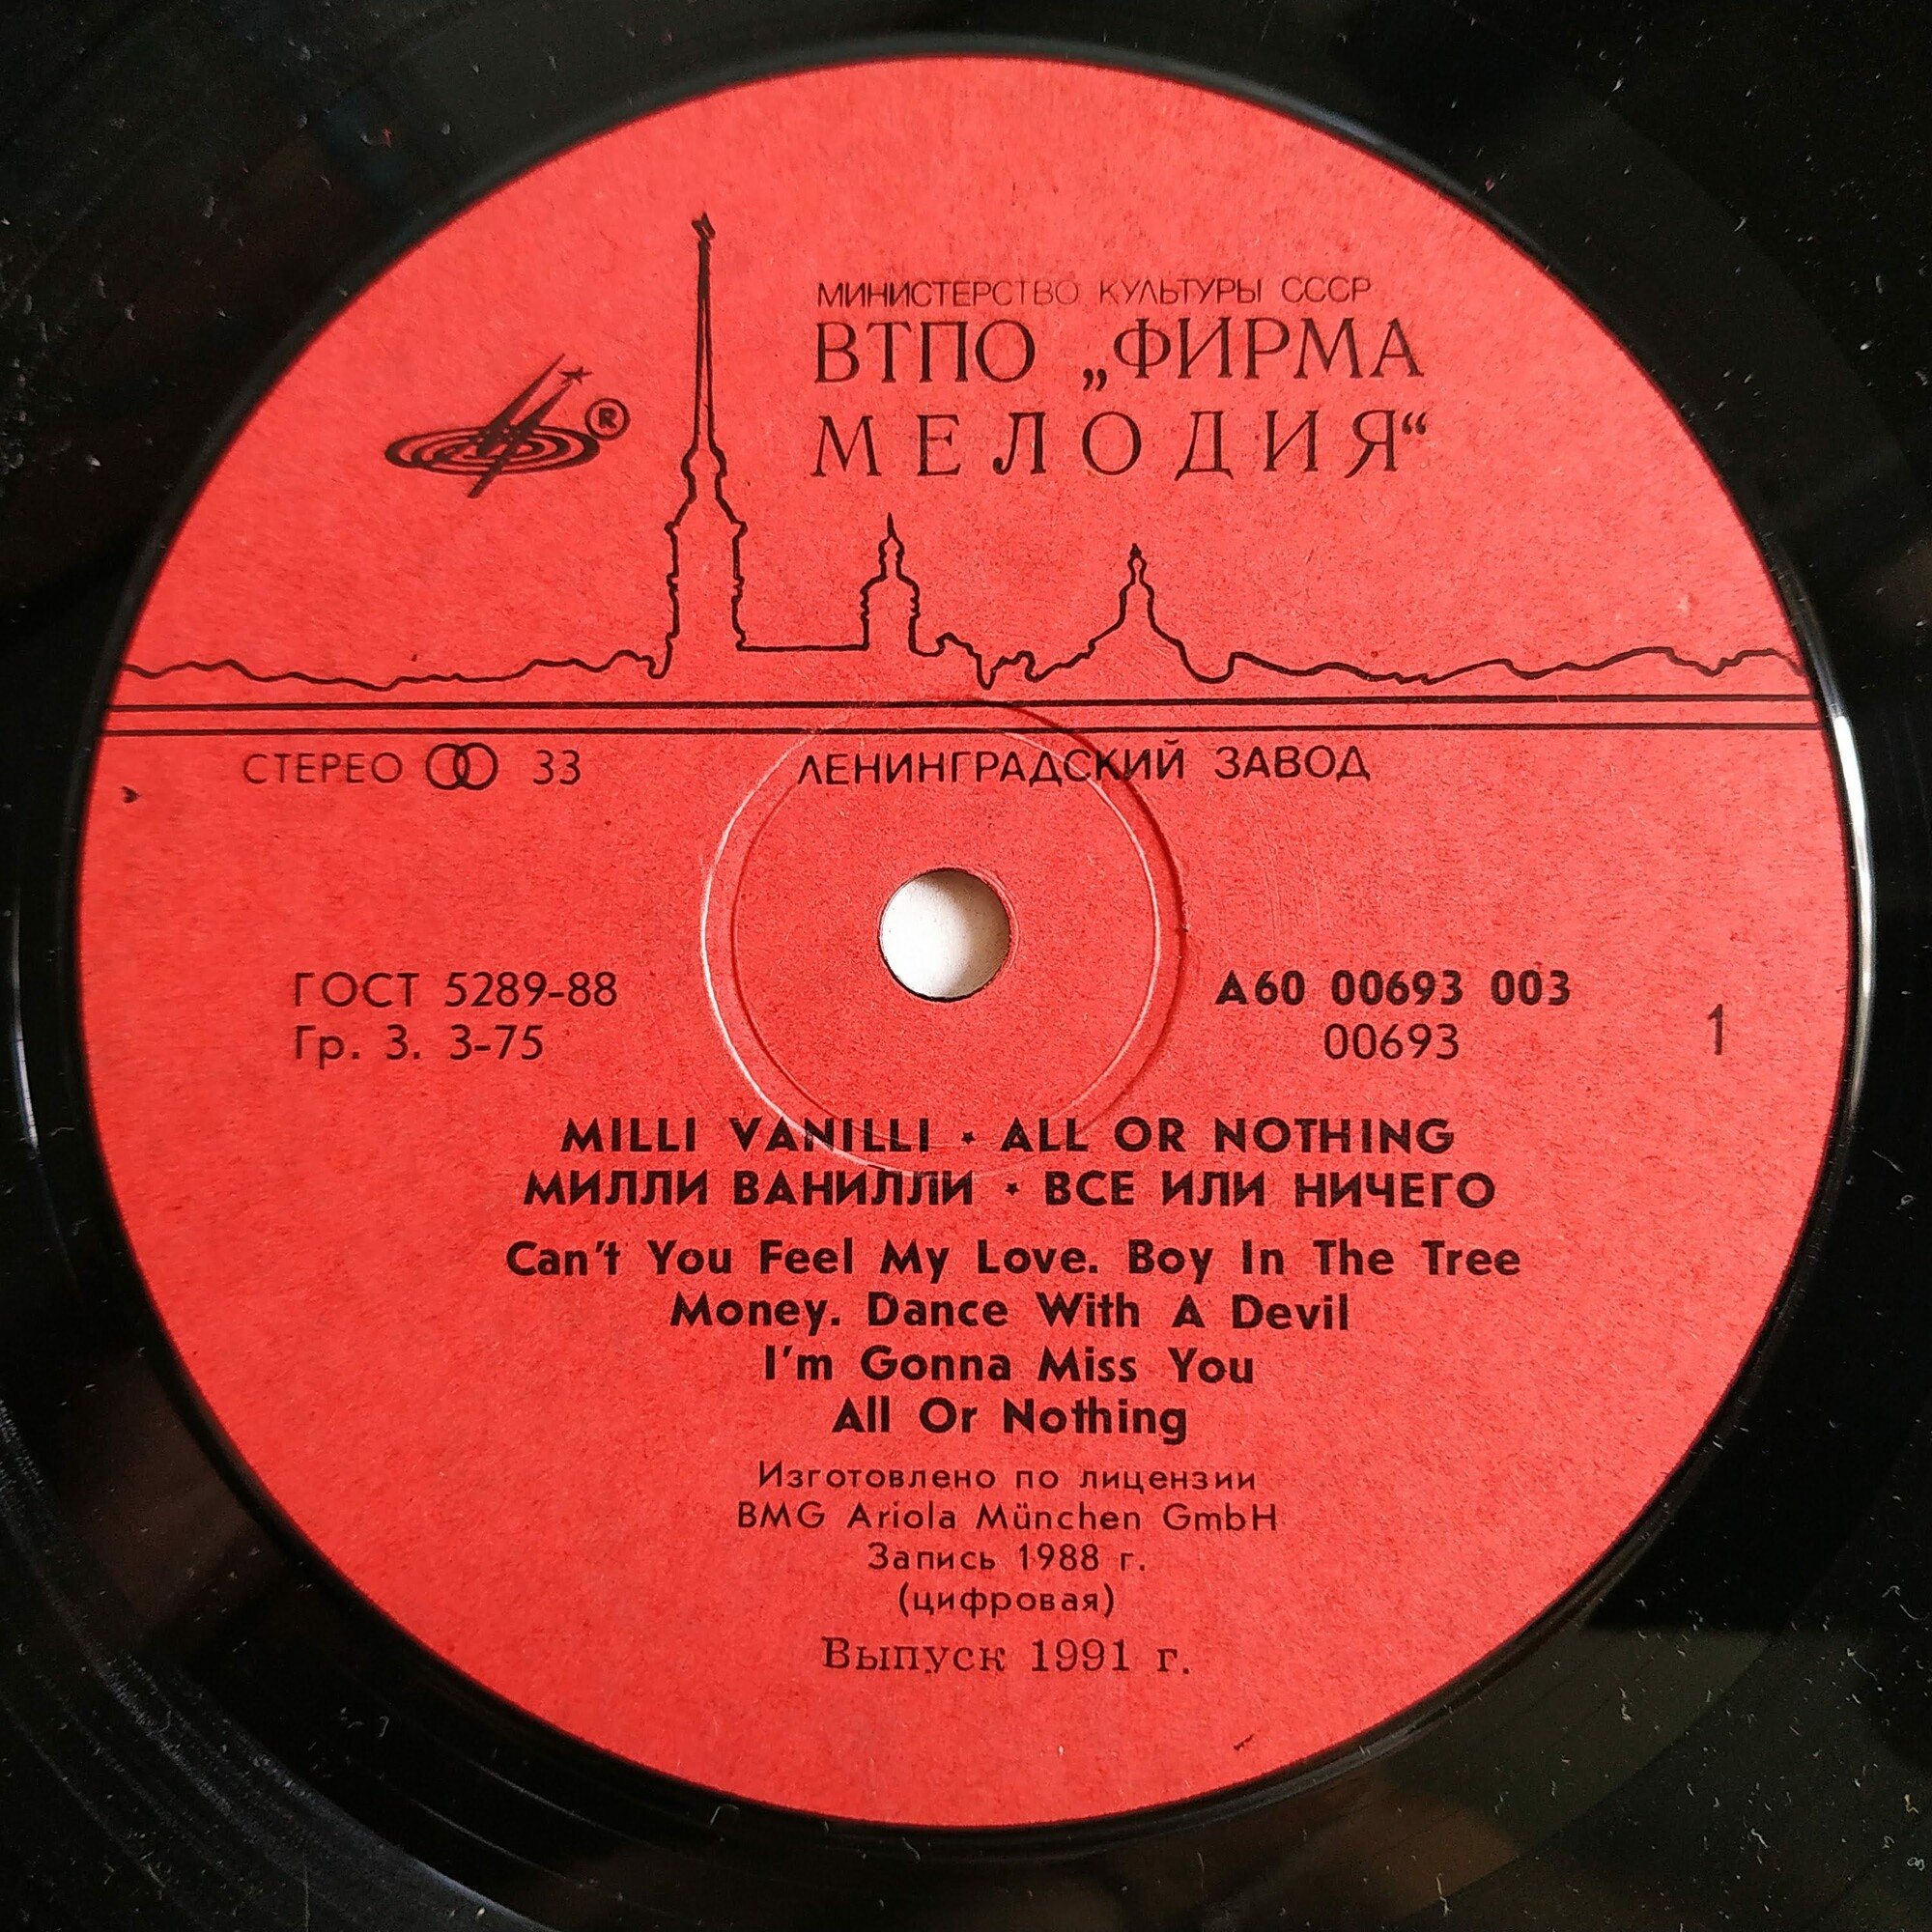 МИНИСТЕРСТВО КУЛЬТУРЫ СССР
ВТПО „ФИРМА
МЕЛОДИЯ“
®
СТЕРЕО 33 ЛЕНИНГРАДСКИЙ ЗАВОД
ГОСТ 5289-88 А60 00693 003
Гр. 3. 3-75 00693 1
MILLI VANILLI ⋆ ALL OR NOTHING
МИЛЛИ ВАНИЛЛИ ⋆ ВСЕ ИЛИ НИЧЕГО
Can't You Feel My Love. Boy In The Tree
Money. Dance With A Devil
I'm Gonna Miss You
All Or Nothing
Изготовлено по лицензии
BMG Ariola München GmbH
Запись 1988 г.
(цифровая)
Выпуск 1991 г.